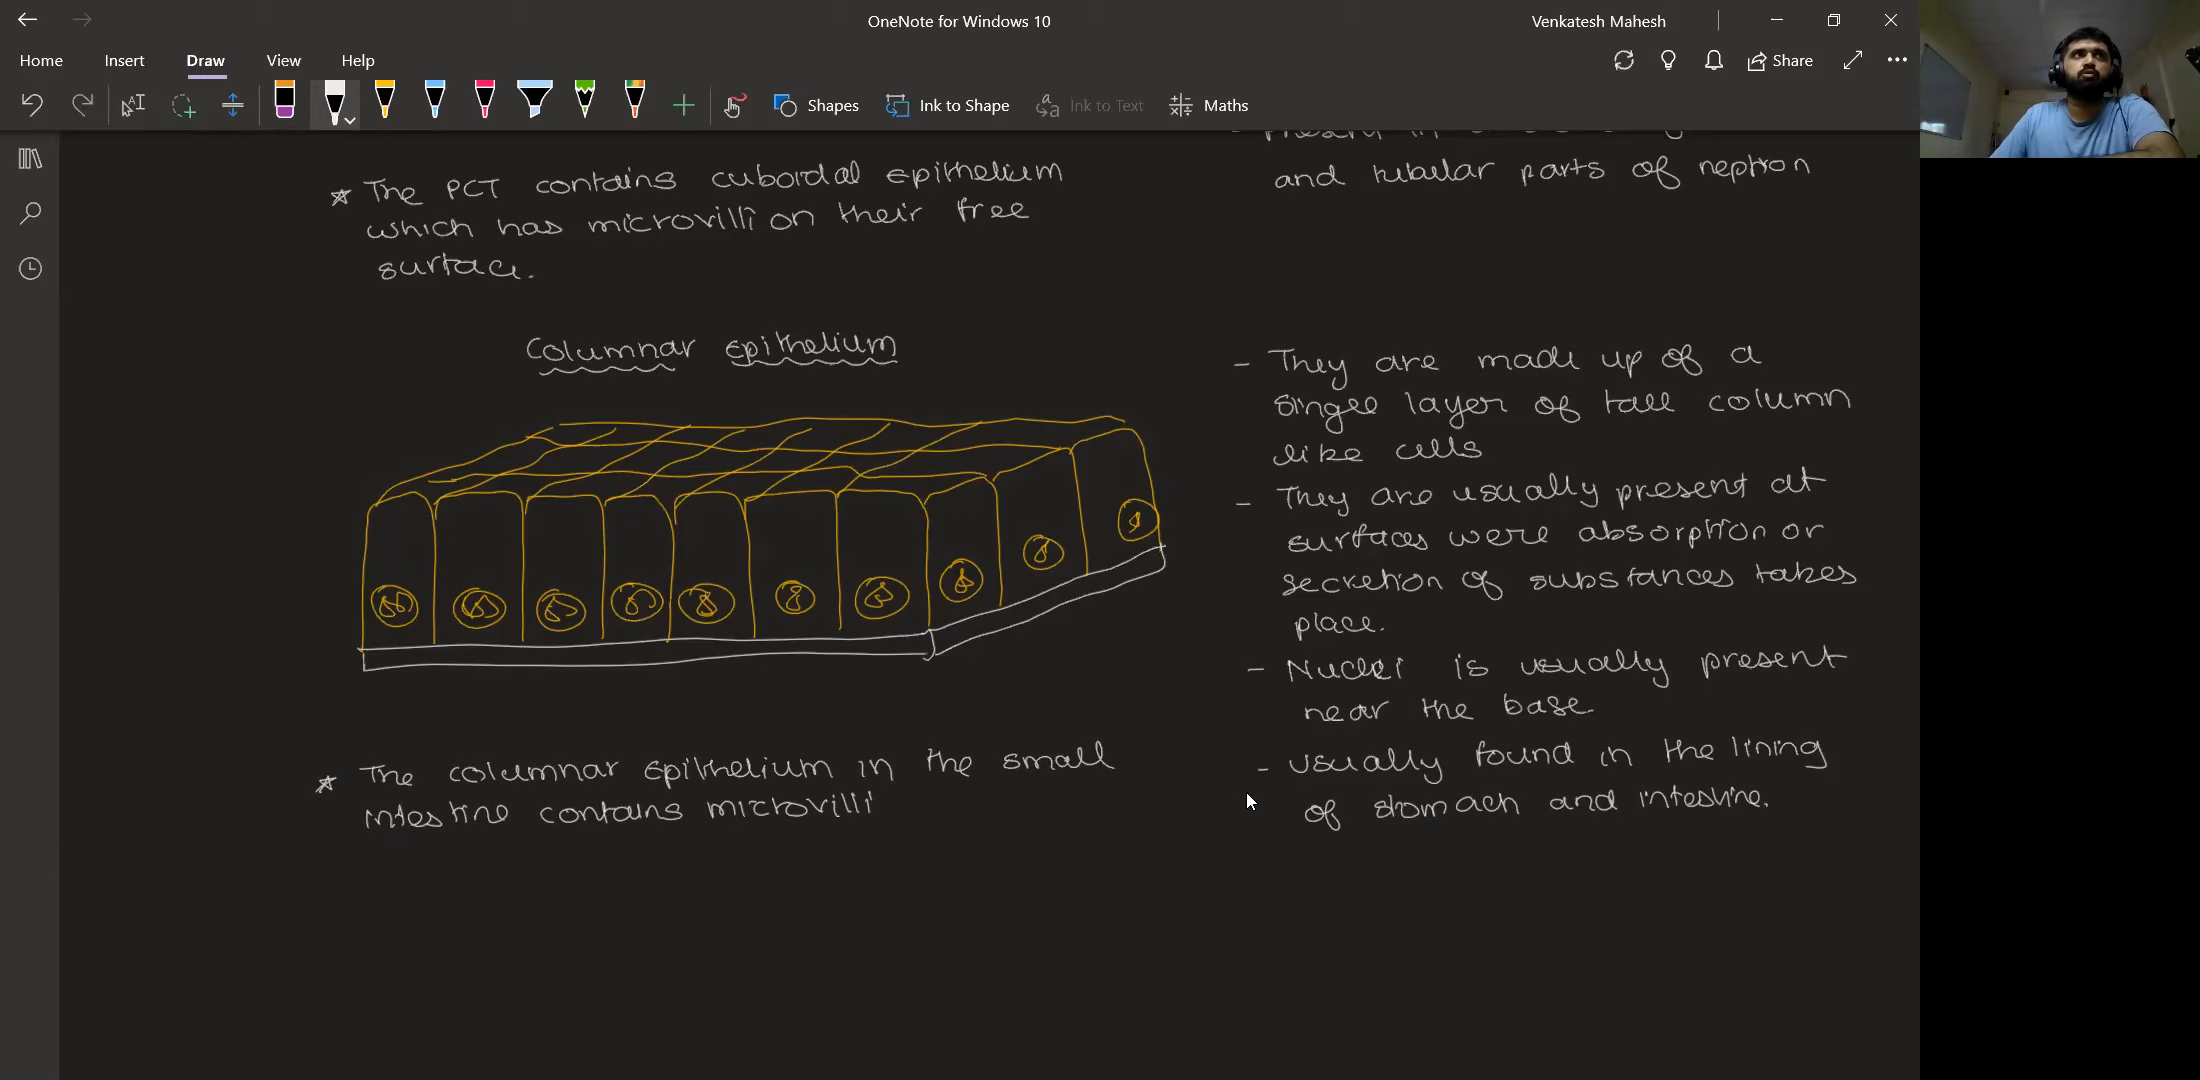 OneNote for Windows 10
Venkatesh Mahesh
Home Insert Draw View Help
Share
Shapes Ink to Shape Ink to Text Maths
* The PCT contains cuboidal epithelium
which has microvilli on their free
surface.
- Present in
and tubular parts of neptron
Columnar epithelium
* The columnar epithelium in the small
intestine contains microvilli
- They are made up of a
single layer of tall column
like cells
- They are usually present at
surfaces were absorption or
secretion of substances takes
place.
- Nuclei is usually present
near the base.
- usually found in the lining
of stomach and intestine.